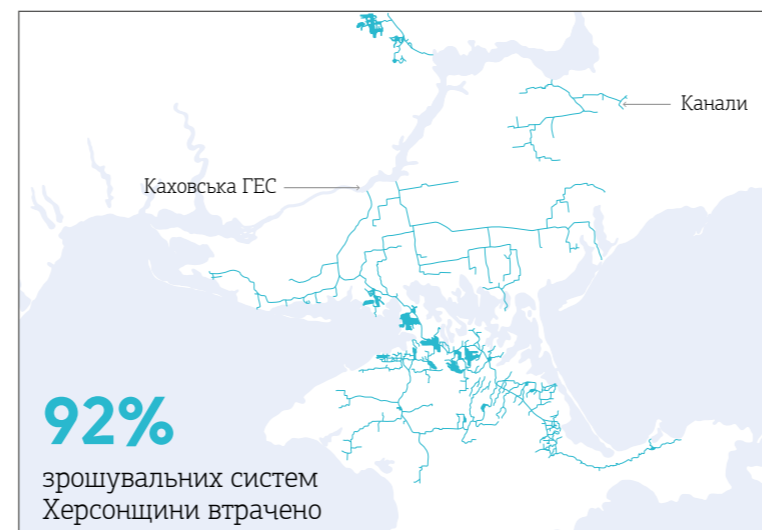 Канали
Каховська ГЕС
92%
зрошувальних систем
Херсонщини втрачено